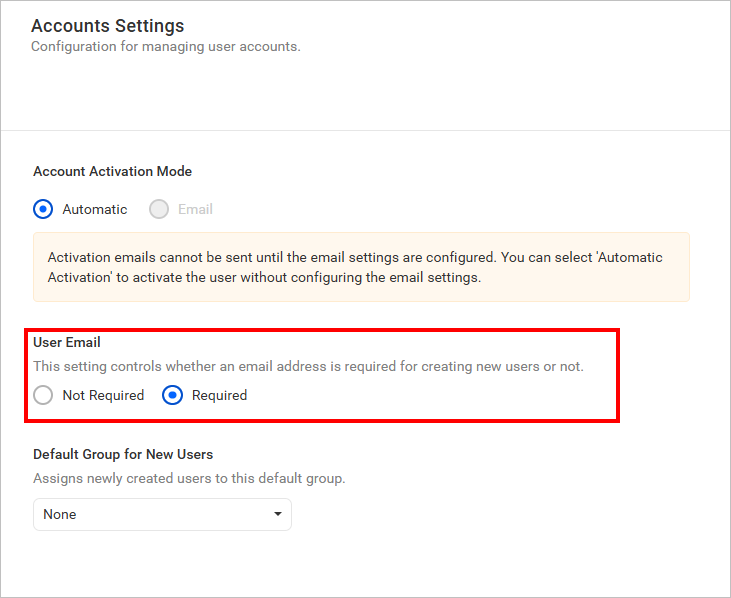 Accounts Settings
Configuration for managing user accounts.
Account Activation Mode
Automatic Email
Activation emails cannot be sent until the email settings are configured. You can select 'Automatic
Activation' to activate the user without configuring the email settings.
User Email
This setting controls whether an email address is required for creating new users or not.
Not Required Required
Default Group for New Users
Assigns newly created users to this default group.
None